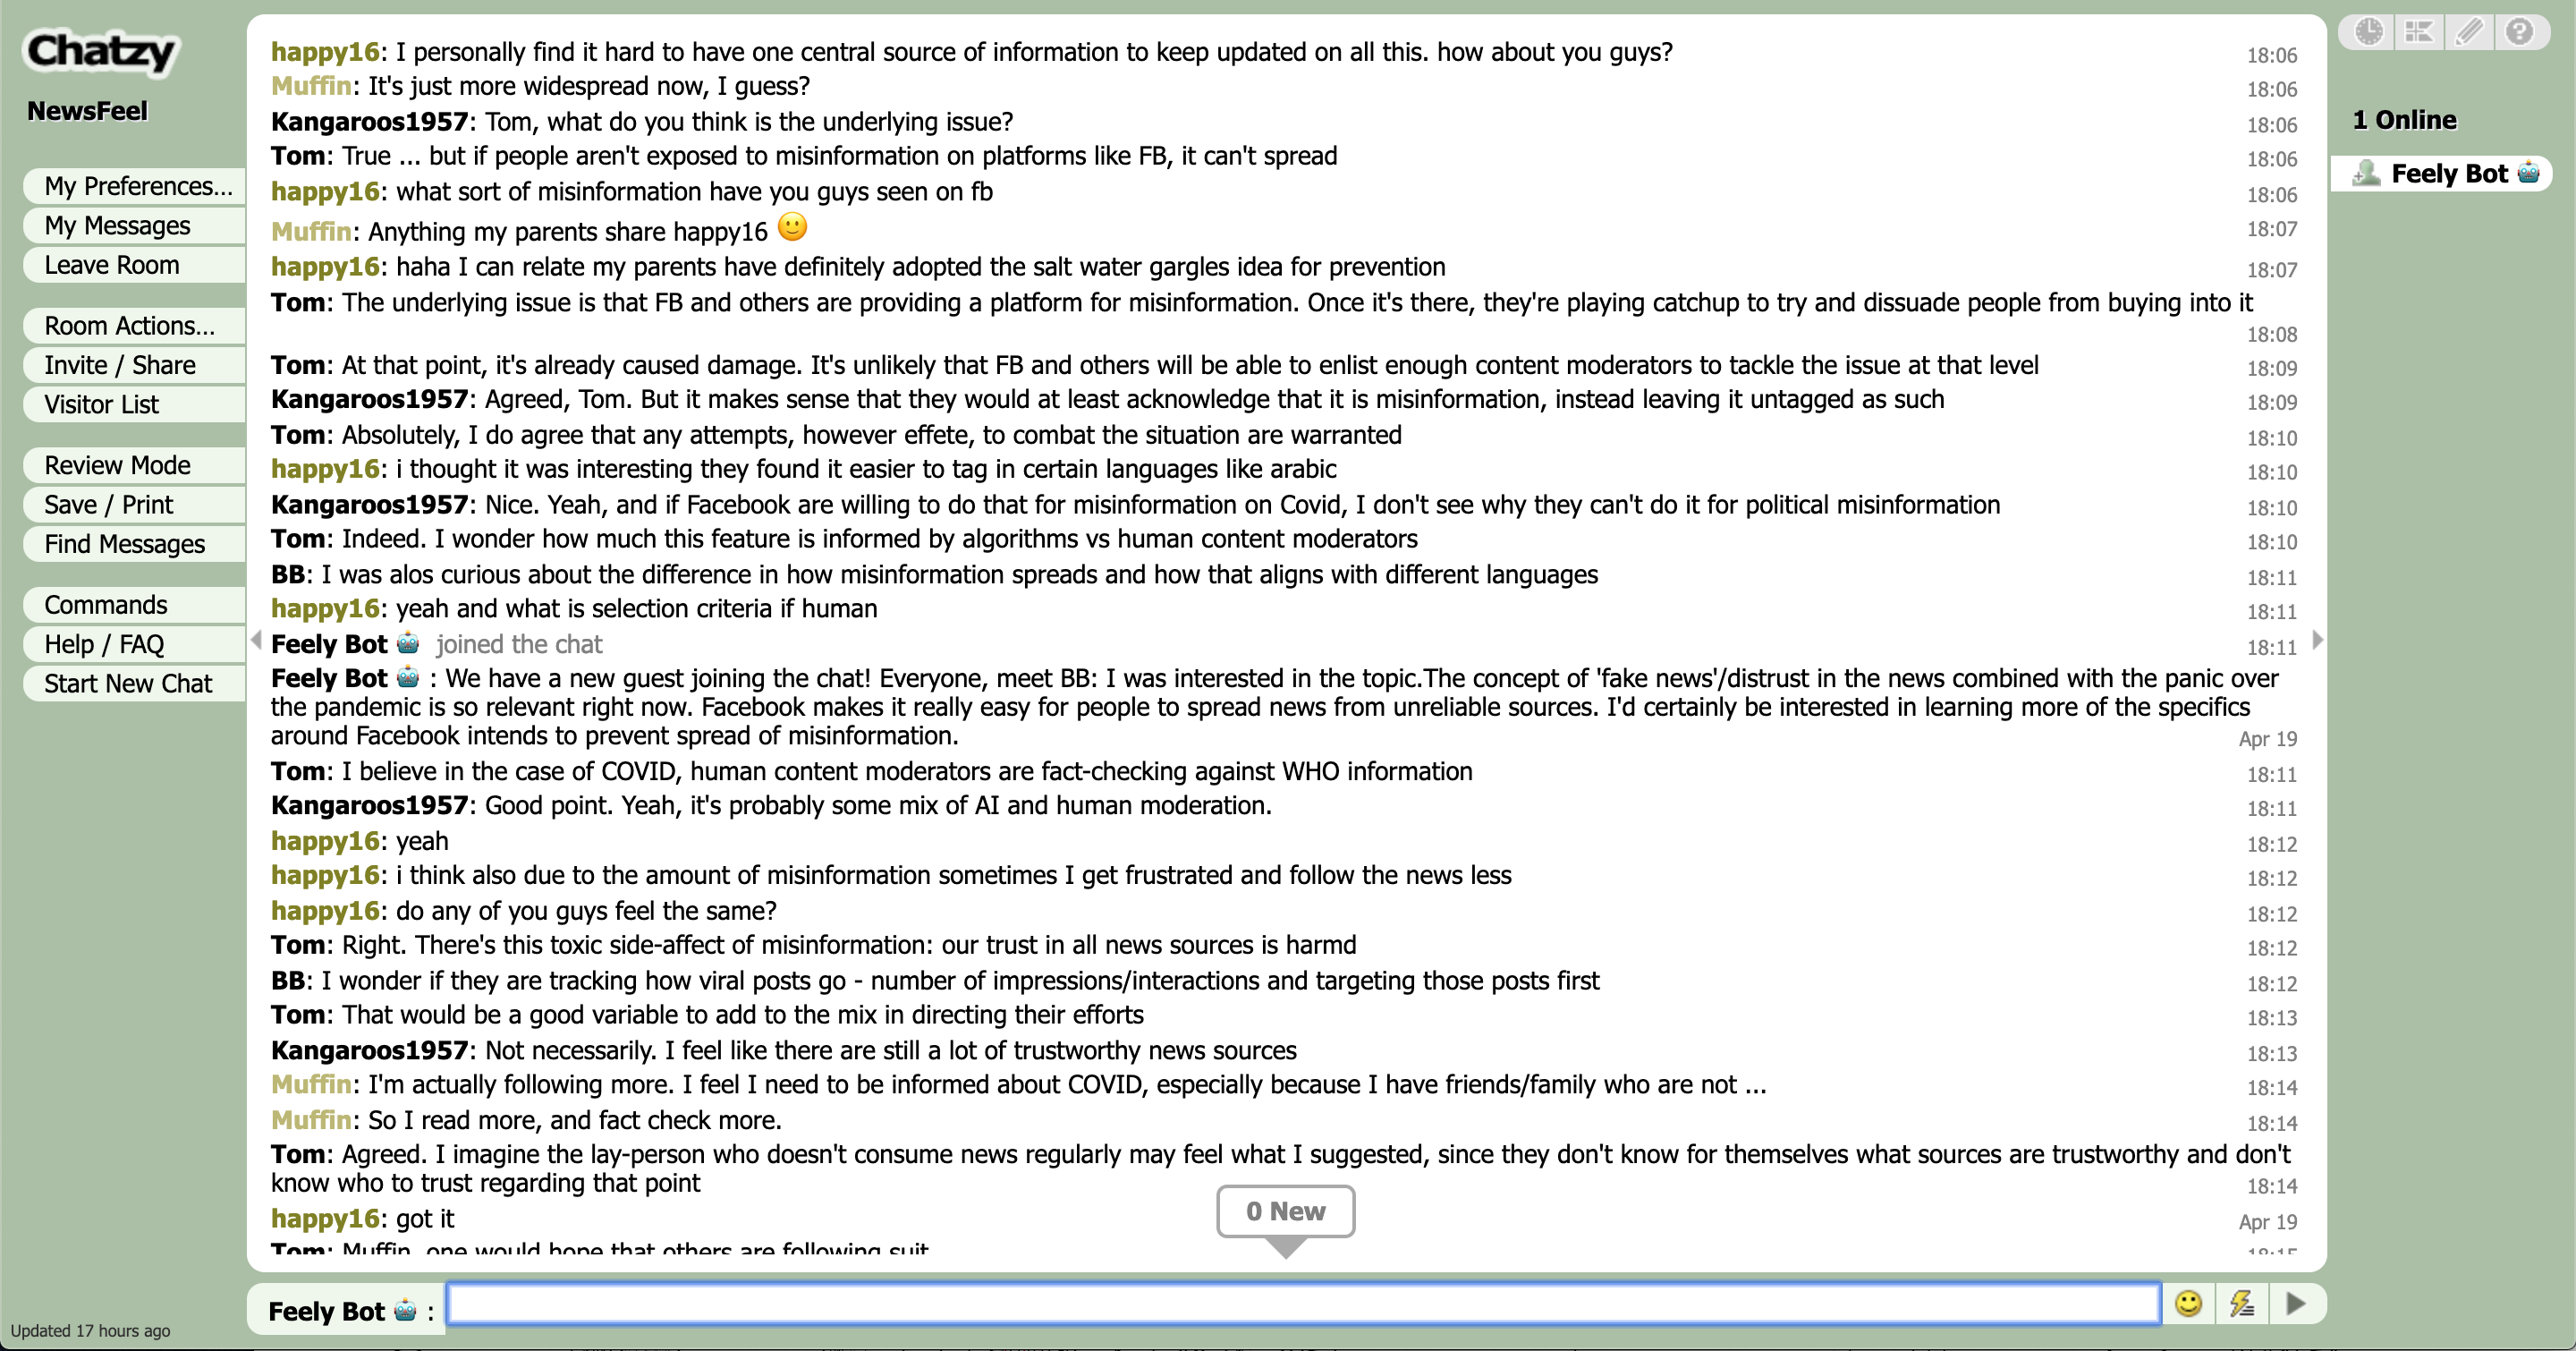 Chatzy
NewsFeel
My Preferences...
My Messages
Leave Room
Room Actions...
Invite / Share
Visitor List
Review Mode
Save / Print
Find Messages
Commands
Help / FAQ
Start New Chat
Updated 17 hours ago
happy16: I personally find it hard to have one central source of information to keep updated on all this. how about you guys? 18:06
Muffin: It's just more widespread now, I guess? 18:06
Kangaroos1957: Tom, what do you think is the underlying issue? 18:06
Tom: True ... but if people aren't exposed to misinformation on platforms like FB, it can't spread 18:06
happy16: what sort of misinformation have you guys seen on fb 18:06
Muffin: Anything my parents share happy16 🙂 18:07
happy16: haha I can relate my parents have definitely adopted the salt water gargles idea for prevention 18:07
Tom: The underlying issue is that FB and others are providing a platform for misinformation. Once it's there, they're playing catchup to try and dissuade people from buying into it
18:08
Tom: At that point, it's already caused damage. It's unlikely that FB and others will be able to enlist enough content moderators to tackle the issue at that level 18:09
Kangaroos1957: Agreed, Tom. But it makes sense that they would at least acknowledge that it is misinformation, instead leaving it untagged as such 18:09
Tom: Absolutely, I do agree that any attempts, however effete, to combat the situation are warranted 18:10
happy16: i thought it was interesting they found it easier to tag in certain languages like arabic 18:10
Kangaroos1957: Nice. Yeah, and if Facebook are willing to do that for misinformation on Covid, I don't see why they can't do it for political misinformation 18:10
Tom: Indeed. I wonder how much this feature is informed by algorithms vs human content moderators 18:10
BB: I was alos curious about the difference in how misinformation spreads and how that aligns with different languages 18:11
happy16: yeah and what is selection criteria if human 18:11
Feely Bot 🤖 joined the chat 18:11
Feely Bot 🤖 : We have a new guest joining the chat! Everyone, meet BB: I was interested in the topic.The concept of 'fake news'/distrust in the news combined with the panic over
the pandemic is so relevant right now. Facebook makes it really easy for people to spread news from unreliable sources. I'd certainly be interested in learning more of the specifics
around Facebook intends to prevent spread of misinformation. Apr 19
Tom: I believe in the case of COVID, human content moderators are fact-checking against WHO information 18:11
Kangaroos1957: Good point. Yeah, it's probably some mix of AI and human moderation. 18:11
happy16: yeah 18:12
happy16: i think also due to the amount of misinformation sometimes I get frustrated and follow the news less 18:12
happy16: do any of you guys feel the same? 18:12
Tom: Right. There's this toxic side-affect of misinformation: our trust in all news sources is harmd 18:12
BB: I wonder if they are tracking how viral posts go - number of impressions/interactions and targeting those posts first 18:12
Tom: That would be a good variable to add to the mix in directing their efforts 18:13
Kangaroos1957: Not necessarily. I feel like there are still a lot of trustworthy news sources 18:13
Muffin: I'm actually following more. I feel I need to be informed about COVID, especially because I have friends/family who are not ... 18:14
Muffin: So I read more, and fact check more. 18:14
Tom: Agreed. I imagine the lay-person who doesn't consume news regularly may feel what I suggested, since they don't know for themselves what sources are trustworthy and don't
know who to trust regarding that point 18:14
happy16: got it Apr 19
Tom: Muffin, one would hope that others are following suit 18:15
0 New
Feely Bot 🤖 :
1 Online
Feely Bot 🤖